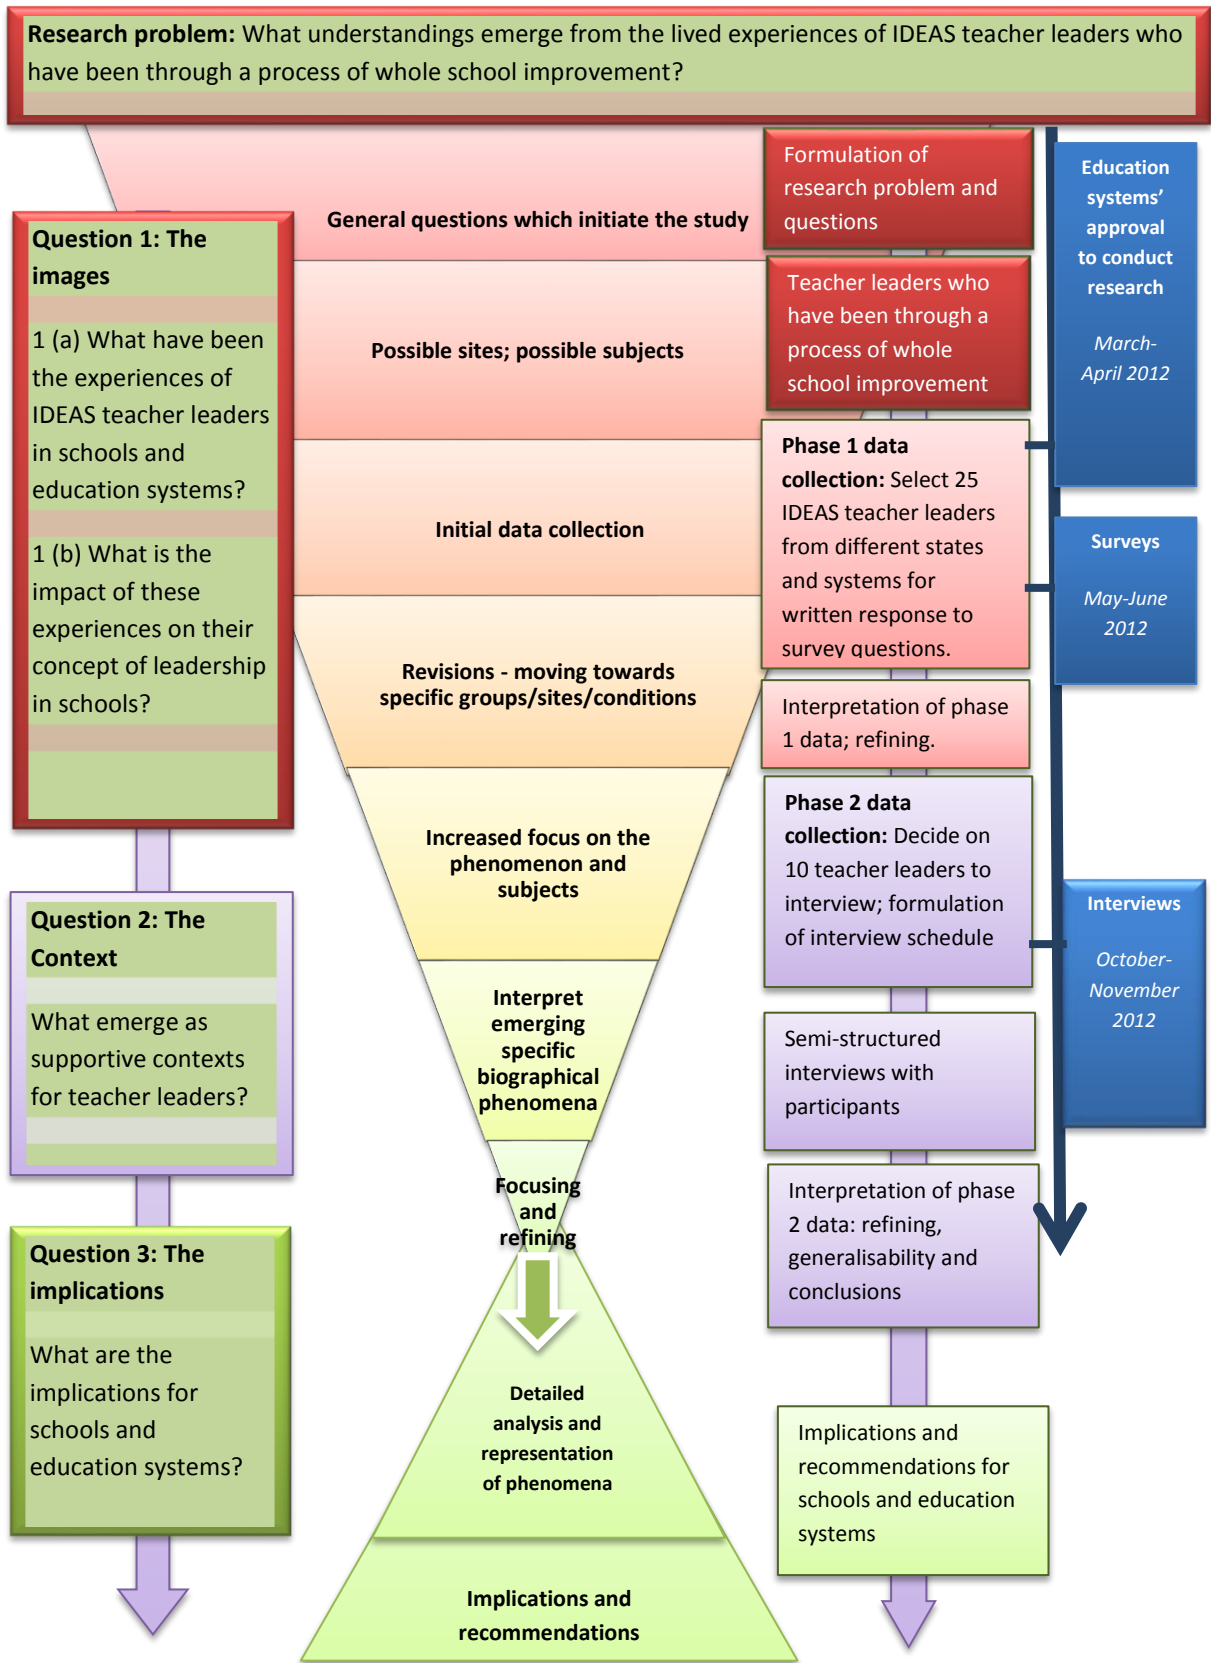 Research problem: What understandings emerge from the lived experiences of IDEAS teacher leaders who
have been through a process of whole school improvement?
Question 1: The
images
1 (a) What have been
the experiences of
IDEAS teacher leaders
in schools and
education systems?
1 (b) What is the
impact of these
experiences on their
concept of leadership
in schools?
Question 2: The
Context
What emerge as
supportive contexts
for teacher leaders?
Question 3: The
implications
What are the
implications for
schools and
education systems?
General questions which initiate the study
Possible sites; possible subjects
Initial data collection
Revisions - moving towards
specific groups/sites/conditions
Increased focus on the
phenomenon and
subjects
Interpret
emerging
specific
biographical
phenomena
Focusing
and
refining
Detailed
analysis and
representation
of phenomena
Implications and
recommendations
Formulation of
research problem and
questions
Teacher leaders who
have been through a
process of whole
school improvement
Phase 1 data
collection: Select 25
IDEAS teacher leaders
from different states
and systems for
written response to
survey questions.
Interpretation of phase
1 data; refining.
Phase 2 data
collection: Decide on
10 teacher leaders to
interview; formulation
of interview schedule
Semi-structured
interviews with
participants
Interpretation of phase
2 data: refining,
generalisability and
conclusions
Implications and
recommendations for
schools and education
systems
Education
systems’
approval
to conduct
research
March-
April 2012
Surveys
May-June
2012
Interviews
October-
November
2012